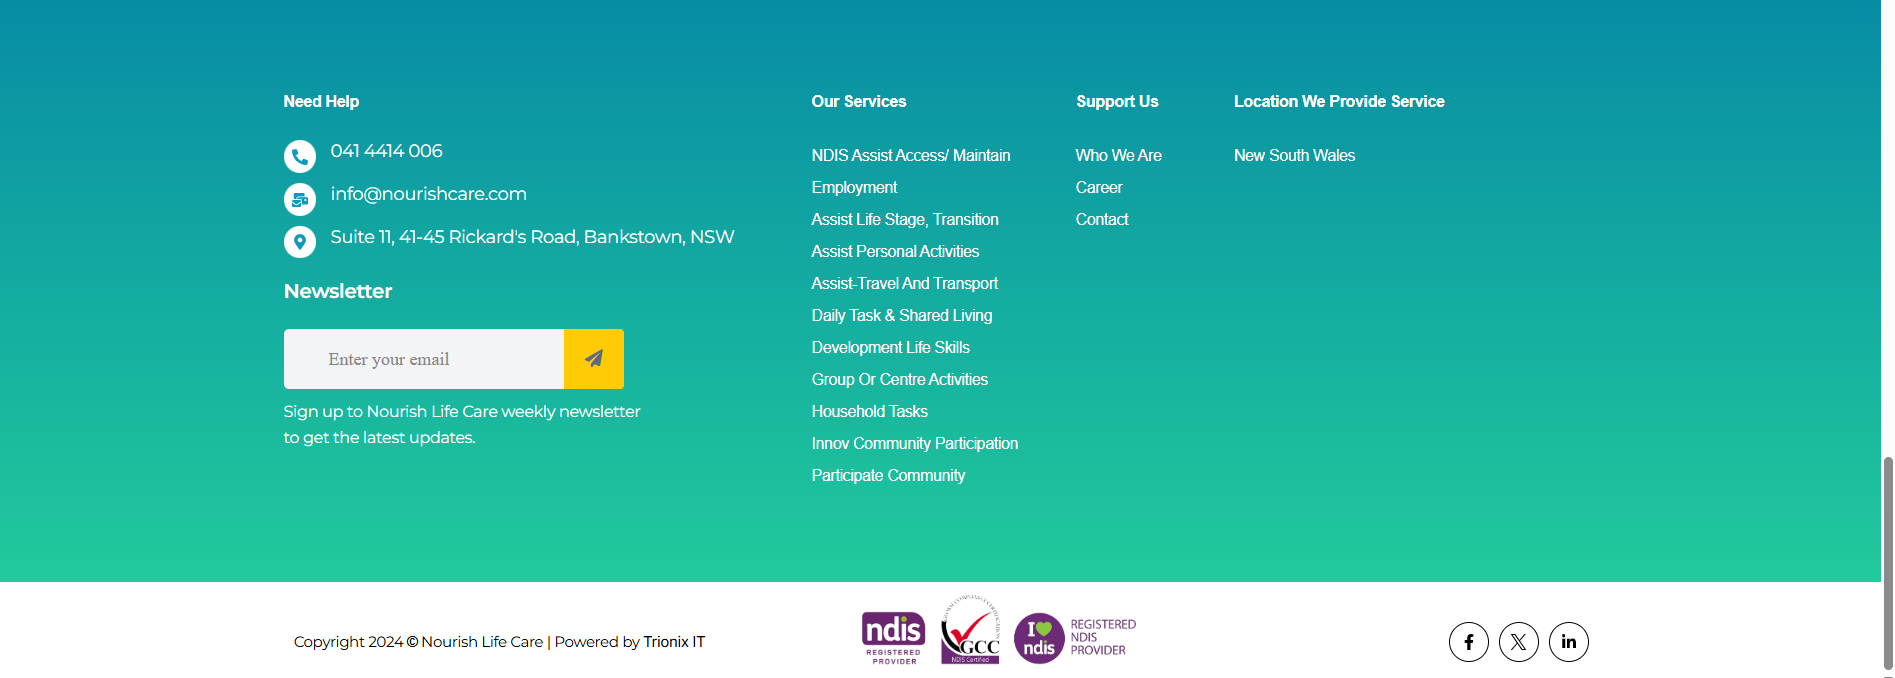 Need Help
041 4414 006
info@nourishcare.com
Suite 11, 41-45 Rickard's Road, Bankstown, NSW
Newsletter
Enter your email
Sign up to Nourish Life Care weekly newsletter
to get the latest updates.
Our Services
NDIS Assist Access/ Maintain
Employment
Assist Life Stage, Transition
Assist Personal Activities
Assist-Travel And Transport
Daily Task & Shared Living
Development Life Skills
Group Or Centre Activities
Household Tasks
Innov Community Participation
Participate Community
Support Us
Who We Are
Career
Contact
Location We Provide Service
New South Wales
Copyright 2024 © Nourish Life Care | Powered by Trionix IT
ndis
REGISTERED
PROVIDER
GCC
NDIS Certified
I
ndis
REGISTERED
NDIS
PROVIDER
f
X
in